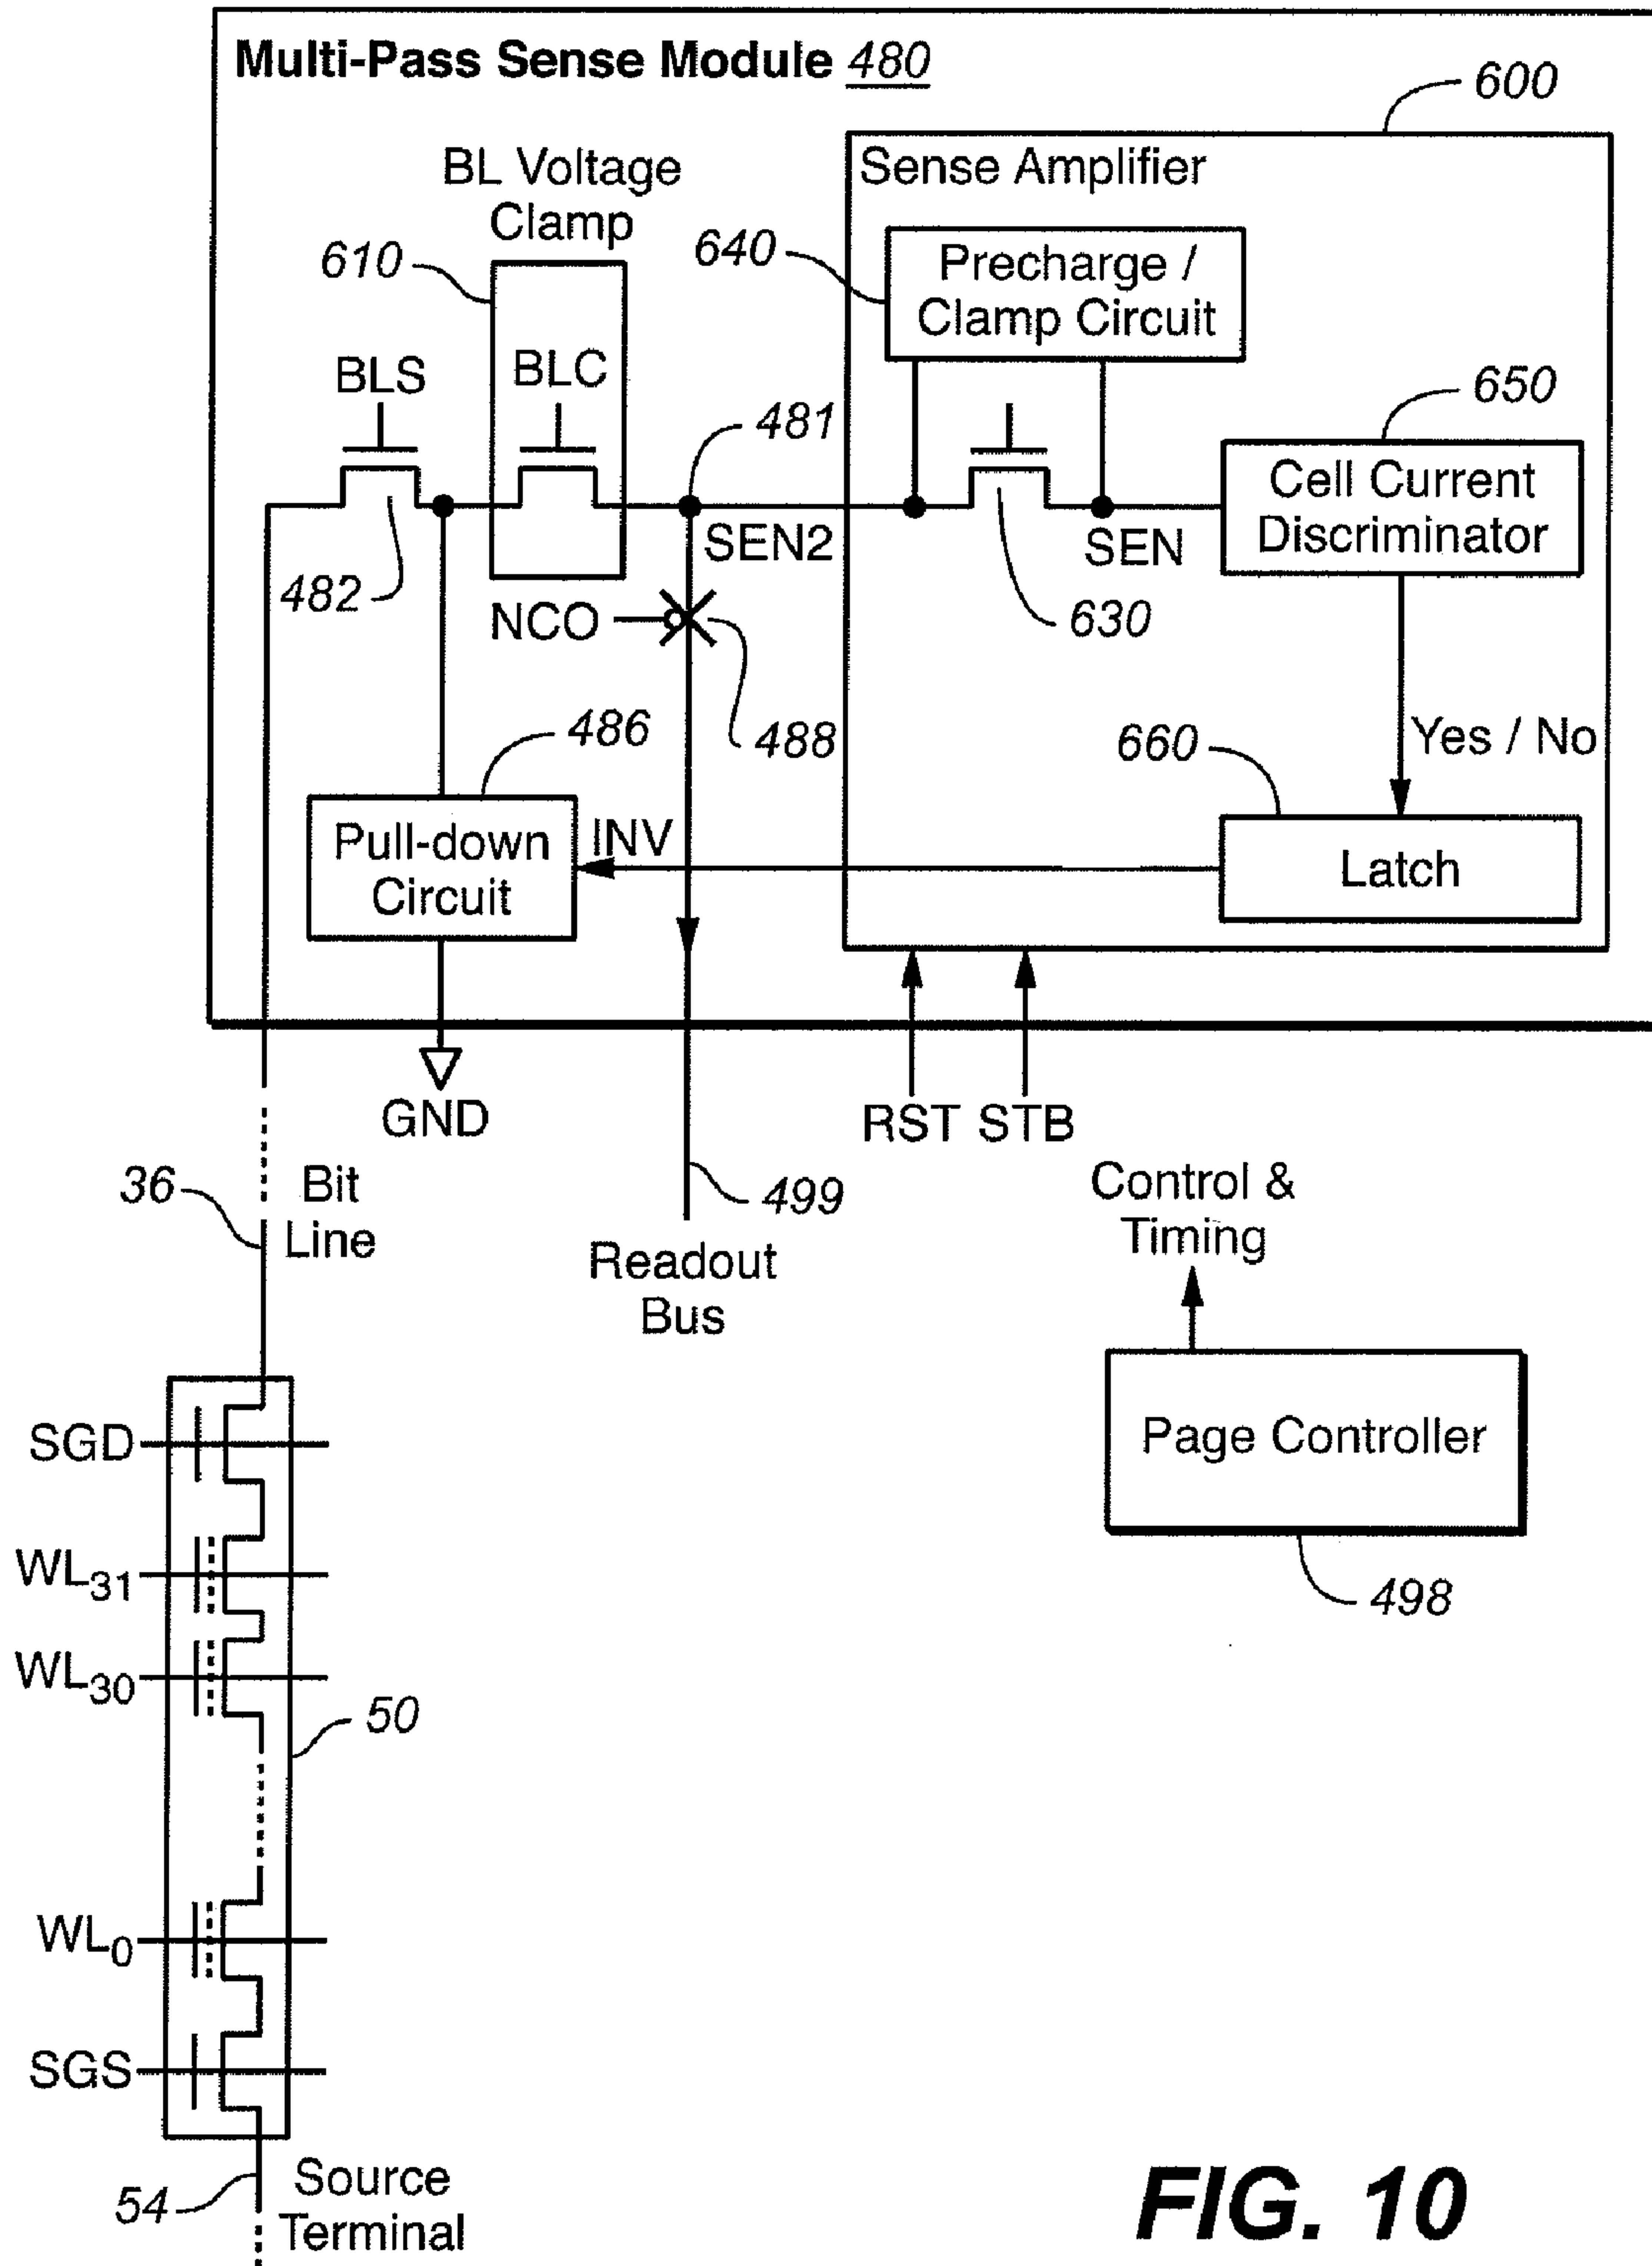 Multi-Pass Sense Module 480
600
Sense Amplifier
BL Voltage
Clamp
610
640
Precharge /
Clamp Circuit
BLS
BLC
481
650
Cell Current
Discriminator
SEN2
SEN
482
NCO
630
486
488
660
Yes / No
Pull-down
Circuit
INV
Latch
GND
RST
STB
36
Bit
Line
499
Readout
Bus
Control &
Timing
Page Controller
498
SGD
WL31
WL30
50
WL0
SGS
54
Source
Terminal
FIG. 10